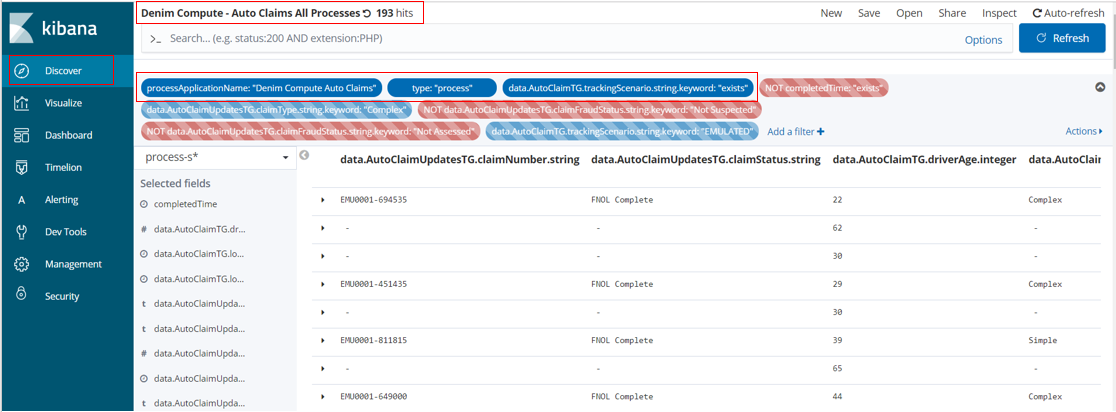 kibana
Discover
Visualize
Dashboard
Timelion
Alerting
Dev Tools
Management
Security
Denim Compute - Auto Claims All Processes 193 hits
New Save Open Share Inspect Auto-refresh
>_ Search... (e.g. status:200 AND extension:PHP) Options Refresh
processApplicationName: "Denim Compute Auto Claims" type: "process" data.AutoClaimTG.trackingScenario.string.keyword: "exists" NOT completedTime: "exists"
data.AutoClaimUpdatesTG.claimType.string.keyword: "Complex" NOT data.AutoClaimUpdatesTG.claimFraudStatus.string.keyword: "Not Suspected"
NOT data.AutoClaimUpdatesTG.claimFraudStatus.string.keyword: "Not Assessed" data.AutoClaimTG.trackingScenario.string.keyword: "EMULATED" Add a filter + Actions
process-s*
Selected fields
completedTime
# data.AutoClaimTG.dr...
data.AutoClaimTG.lo...
data.AutoClaimTG.lo...
t data.AutoClaimUpda...
t data.AutoClaimUpda...
# data.AutoClaimUpda...
data.AutoClaimUpda...
t data.AutoClaimUpda...
data.AutoClaimUpdatesTG.claimNumber.string data.AutoClaimUpdatesTG.claimStatus.string data.AutoClaimTG.driverAge.integer data.AutoClai
EMU0001-694535 FNOL Complete 22 Complex
- - 62 -
- - 30 -
EMU0001-451435 FNOL Complete 29 Complex
- - 30 -
EMU0001-811815 FNOL Complete 39 Simple
- - 65 -
EMU0001-649000 FNOL Complete 44 Complex